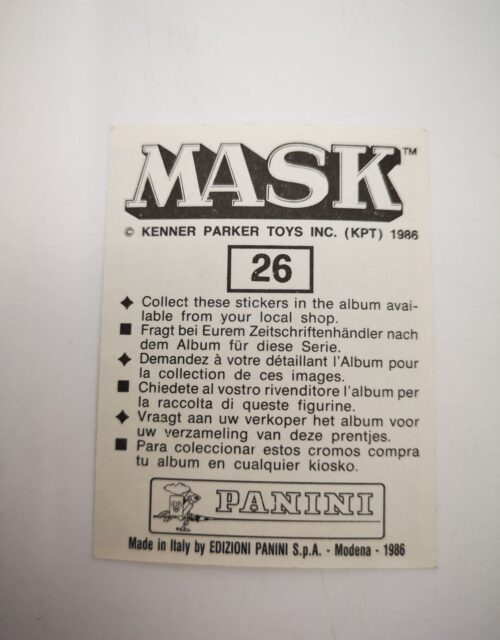 MASK™
© KENNER PARKER TOYS INC. (KPT) 1986
26
✦ Collect these stickers in the album avai-
lable from your local shop.
■ Fragt bei Eurem Zeitschriftenhändler nach
dem Album für diese Serie.
✦ Demandez à votre détaillant l'Album pour
la collection de ces images.
■ Chiedete al vostro rivenditore l'album per
la raccolta di queste figurine.
✦ Vraagt aan uw verkoper het album voor
uw verzameling van deze prentjes.
■ Para coleccionar estos cromos compra
tu album en cualquier kiosko.
PANINI
Made in Italy by EDIZIONI PANINI S.p.A. - Modena - 1986